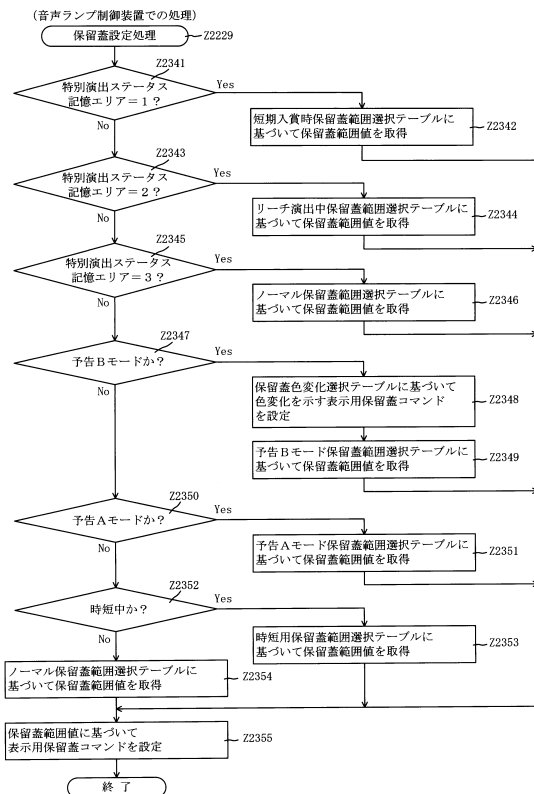 (音声ランプ制御装置での処理)
保留蓋設定処理
Z2229
Z2341
特別演出ステータス
記憶エリア＝1？
Yes
No
短期入賞時保留蓋範囲選択テーブルに
基づいて保留蓋範囲値を取得
Z2342
Z2343
特別演出ステータス
記憶エリア＝2？
Yes
No
リーチ演出中保留蓋範囲選択テーブルに
基づいて保留蓋範囲値を取得
Z2344
Z2345
特別演出ステータス
記憶エリア＝3？
Yes
No
ノーマル保留蓋範囲選択テーブルに
基づいて保留蓋範囲値を取得
Z2346
Z2347
予告Bモードか？
Yes
No
保留蓋色変化選択テーブルに基づいて
色変化を示す表示用保留蓋コマンド
を設定
Z2348
予告Bモード保留蓋範囲選択テーブルに
基づいて保留蓋範囲値を取得
Z2349
Z2350
予告Aモードか？
Yes
No
予告Aモード保留蓋範囲選択テーブルに
基づいて保留蓋範囲値を取得
Z2351
Z2352
時短中か？
Yes
No
時短用保留蓋範囲選択テーブルに
基づいて保留蓋範囲値を取得
Z2353
ノーマル保留蓋範囲選択テーブルに
基づいて保留蓋範囲値を取得
Z2354
保留蓋範囲値に基づいて
表示用保留蓋コマンドを設定
Z2355
終了